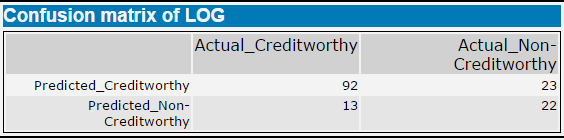 Confusion matrix of LOG
Actual_Creditworthy Actual_Non-
Creditworthy
Predicted_Creditworthy 92 23
Predicted_Non-
Creditworthy 13 22